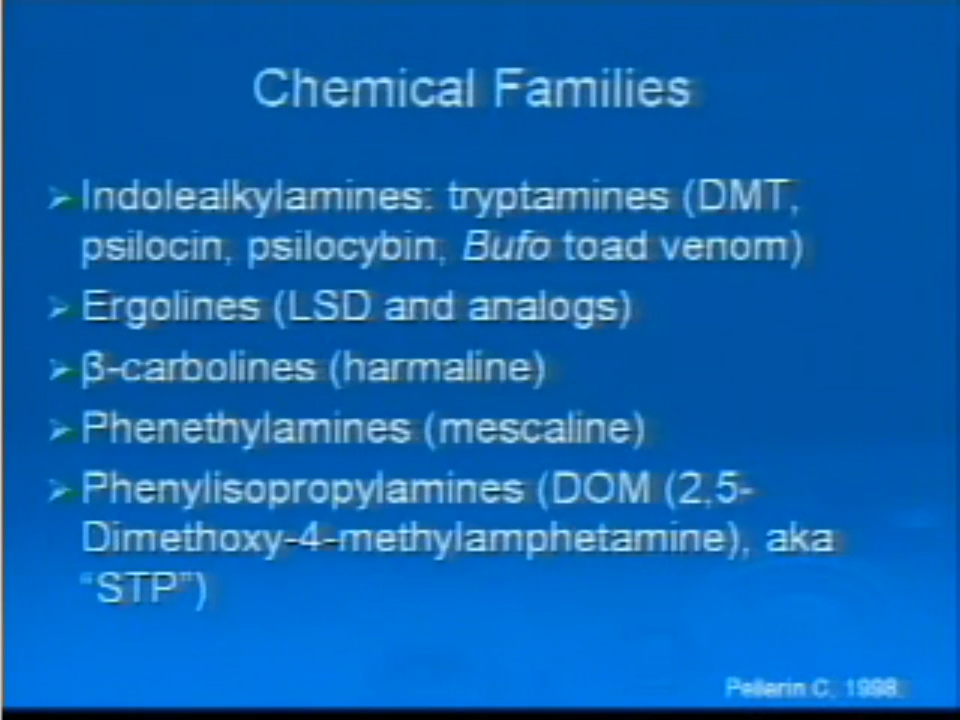 Chemical Families
Indolealkylamines: tryptamines (DMT,
psilocin, psilocybin, Bufo toad venom)
Ergolines (LSD and analogs)
β-carbolines (harmaline)
Phenethylamines (mescaline)
Phenylisopropylamines (DOM (2,5-
Dimethoxy-4-methylamphetamine), aka
“STP”)
Pellerin C, 1998.